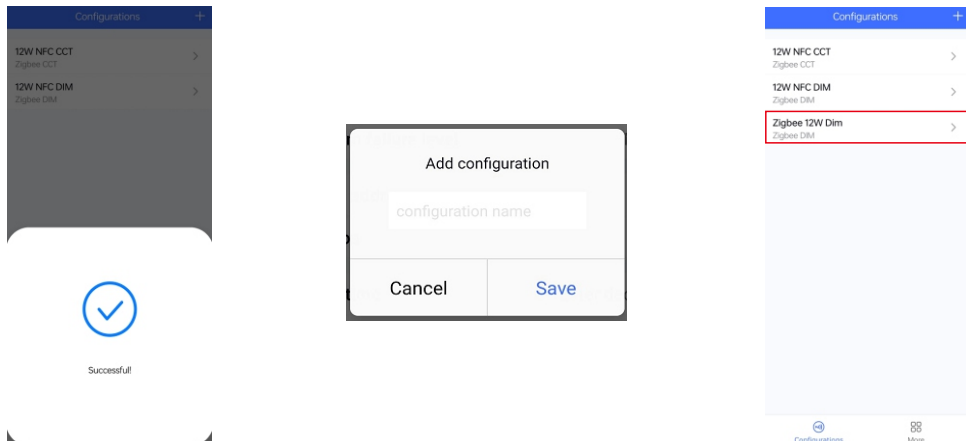 Configurations
+
12W NFC CCT
Zigbee CCT
12W NFC DIM
Zigbee DIM
Successful!
Add configuration
configuration name
Cancel
Save
Configurations
+
12W NFC CCT
Zigbee CCT
12W NFC DIM
Zigbee DIM
Zigbee 12W Dim
Zigbee DIM
Configurations
More